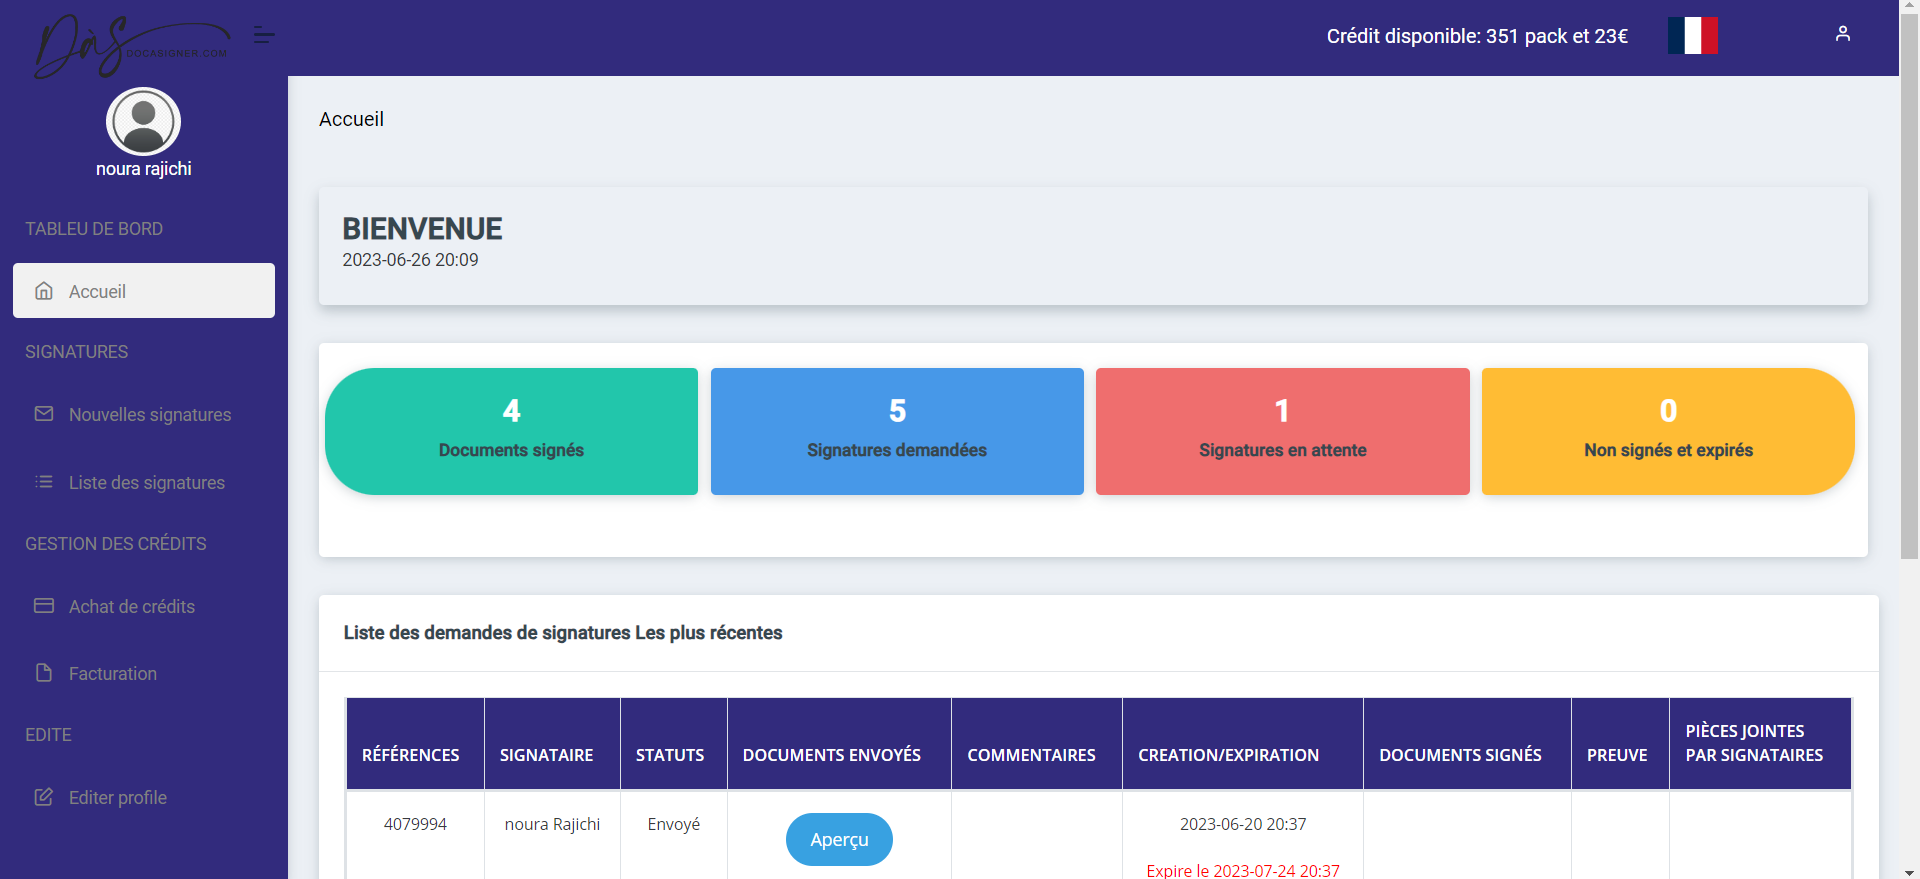 DàS
DOCASIGNER.COM
Crédit disponible: 351 pack et 23€
noura rajichi
TABLEU DE BORD
Accueil
SIGNATURES
Nouvelles signatures
Liste des signatures
GESTION DES CRÉDITS
Achat de crédits
Facturation
EDITE
Editer profile
Accueil
BIENVENUE
2023-06-26 20:09
4
Documents signés
5
Signatures demandées
1
Signatures en attente
0
Non signés et expirés
Liste des demandes de signatures Les plus récentes
RÉFÉRENCES
SIGNATAIRE
STATUTS
DOCUMENTS ENVOYÉS
COMMENTAIRES
CREATION/EXPIRATION
DOCUMENTS SIGNÉS
PREUVE
PIÈCES JOINTES
PAR SIGNATAIRES
4079994
noura Rajichi
Envoyé
Aperçu
2023-06-20 20:37
Expire le 2023-07-24 20:37